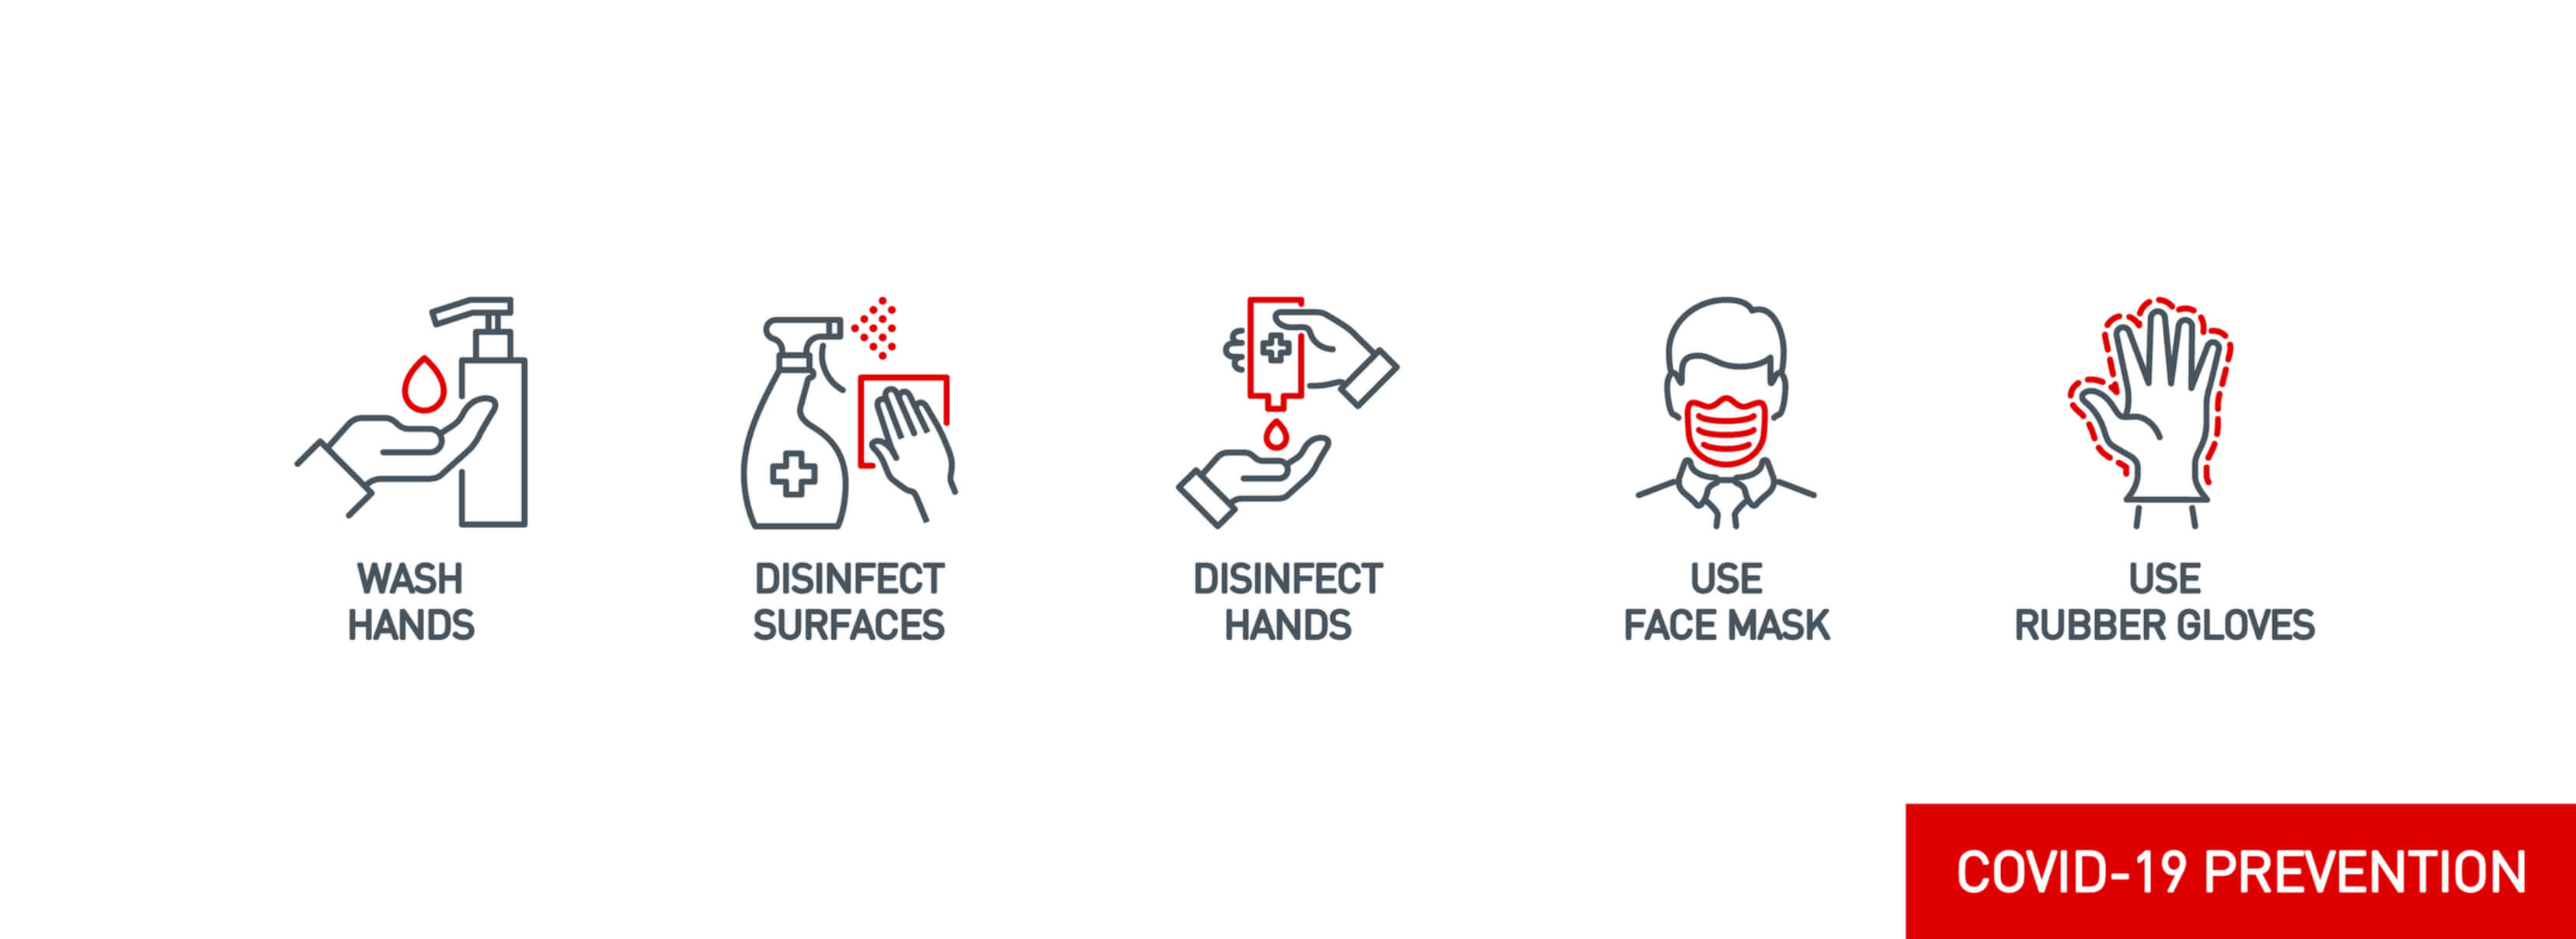 WASH
HANDS
DISINFECT
SURFACES
DISINFECT
HANDS
USE
FACE MASK
USE
RUBBER GLOVES
COVID-19 PREVENTION